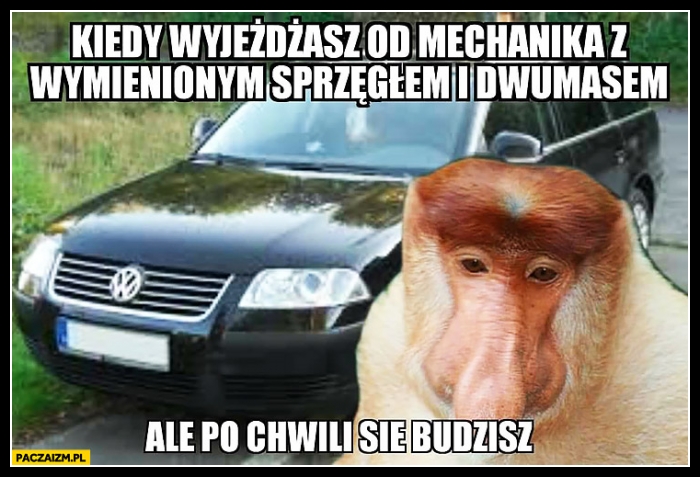 KIEDY WYJEŻDŻASZ OD MECHANIKA Z
WYMIENIONYM SPRZĘGŁEM I DWUMASEM
ALE PO CHWILI SIE BUDZISZ
PACZAIZM.PL